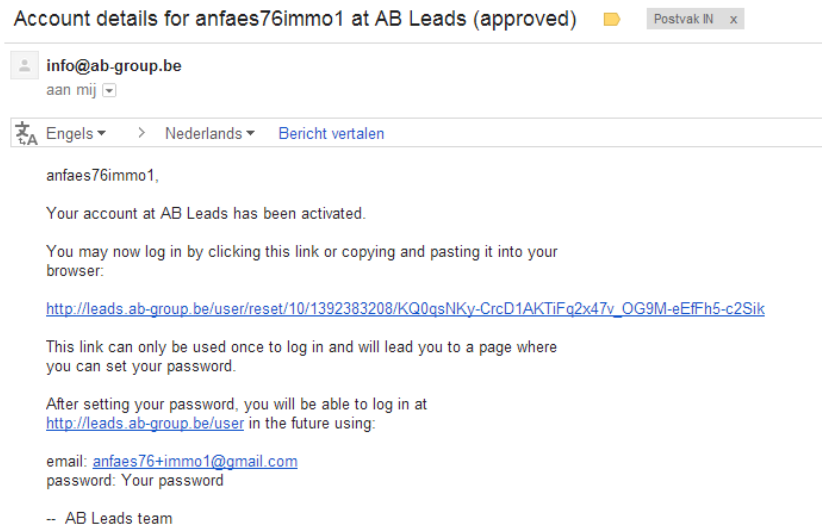 Account details for anfaes76immo1 at AB Leads (approved) Postvak IN x
info@ab-group.be
aan mij
Engels > Nederlands Bericht vertalen
anfaes76immo1,
Your account at AB Leads has been activated.
You may now log in by clicking this link or copying and pasting it into your
browser:
http://leads.ab-group.be/user/reset/10/1392383208/KQ0qsNKy-CrcD1AKTiFq2x47v_OG9M-eEfFh5-c2Sik
This link can only be used once to log in and will lead you to a page where
you can set your password.
After setting your password, you will be able to log in at
http://leads.ab-group.be/user in the future using:
email: anfaes76+immo1@gmail.com
password: Your password
-- AB Leads team